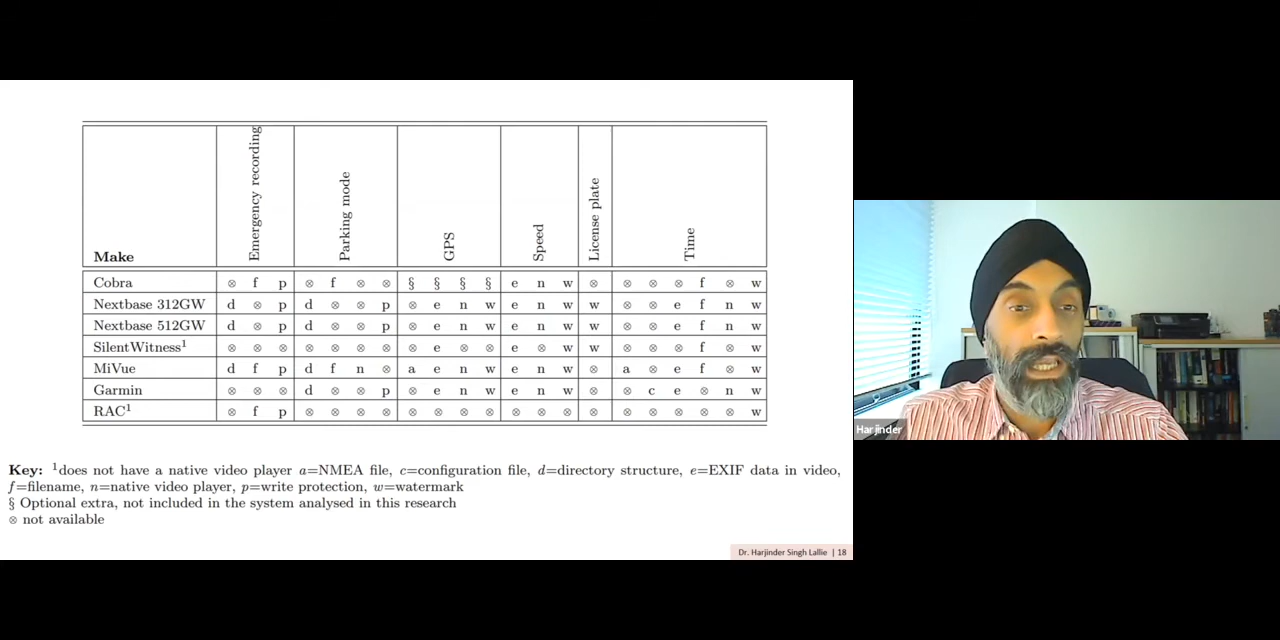 Emergency recording
Parking mode
GPS
Speed
License plate
Time
Make
Cobra ⊗ f p ⊗ f ⊗ ⊗ § § § § e n w ⊗ ⊗ ⊗ ⊗ f ⊗ w
Nextbase 312GW d ⊗ p d ⊗ ⊗ p ⊗ e n w e n w w ⊗ ⊗ e f n w
Nextbase 512GW d ⊗ p d ⊗ ⊗ p ⊗ e n w e n w w ⊗ ⊗ e f n w
SilentWitness¹ ⊗ ⊗ ⊗ ⊗ ⊗ ⊗ ⊗ ⊗ e ⊗ ⊗ e ⊗ w w ⊗ ⊗ ⊗ f ⊗ w
MiVue d f p d f n ⊗ a e n w e n w ⊗ a ⊗ e f ⊗ w
Garmin ⊗ ⊗ ⊗ d ⊗ ⊗ p ⊗ e n w e n w ⊗ ⊗ c e ⊗ n w
RAC¹ ⊗ f p ⊗ ⊗ ⊗ ⊗ ⊗ ⊗ ⊗ ⊗ ⊗ ⊗ ⊗ ⊗ ⊗ ⊗ ⊗ ⊗ ⊗ w
Key: ¹does not have a native video player a=NMEA file, c=configuration file, d=directory structure, e=EXIF data in video,
f=filename, n=native video player, p=write protection, w=watermark
§ Optional extra, not included in the system analysed in this research
⊗ not available
Dr. Harjinder Singh Lallie | 18
Harjinder